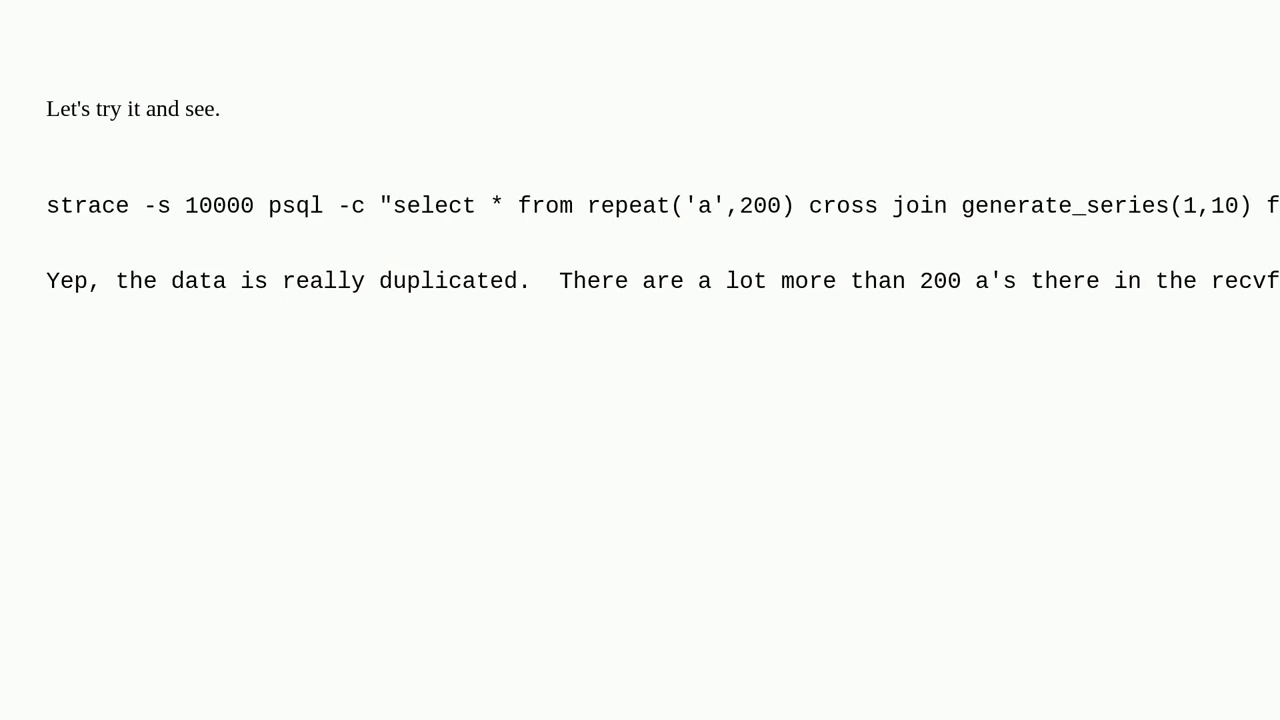 Let's try it and see.
strace -s 10000 psql -c "select * from repeat('a',200) cross join generate_series(1,10) f
Yep, the data is really duplicated.  There are a lot more than 200 a's there in the recvf